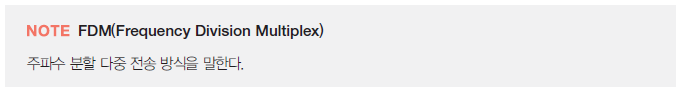 NOTE FDM(Frequency Division Multiplex)
주파수 분할 다중 전송 방식을 말한다.